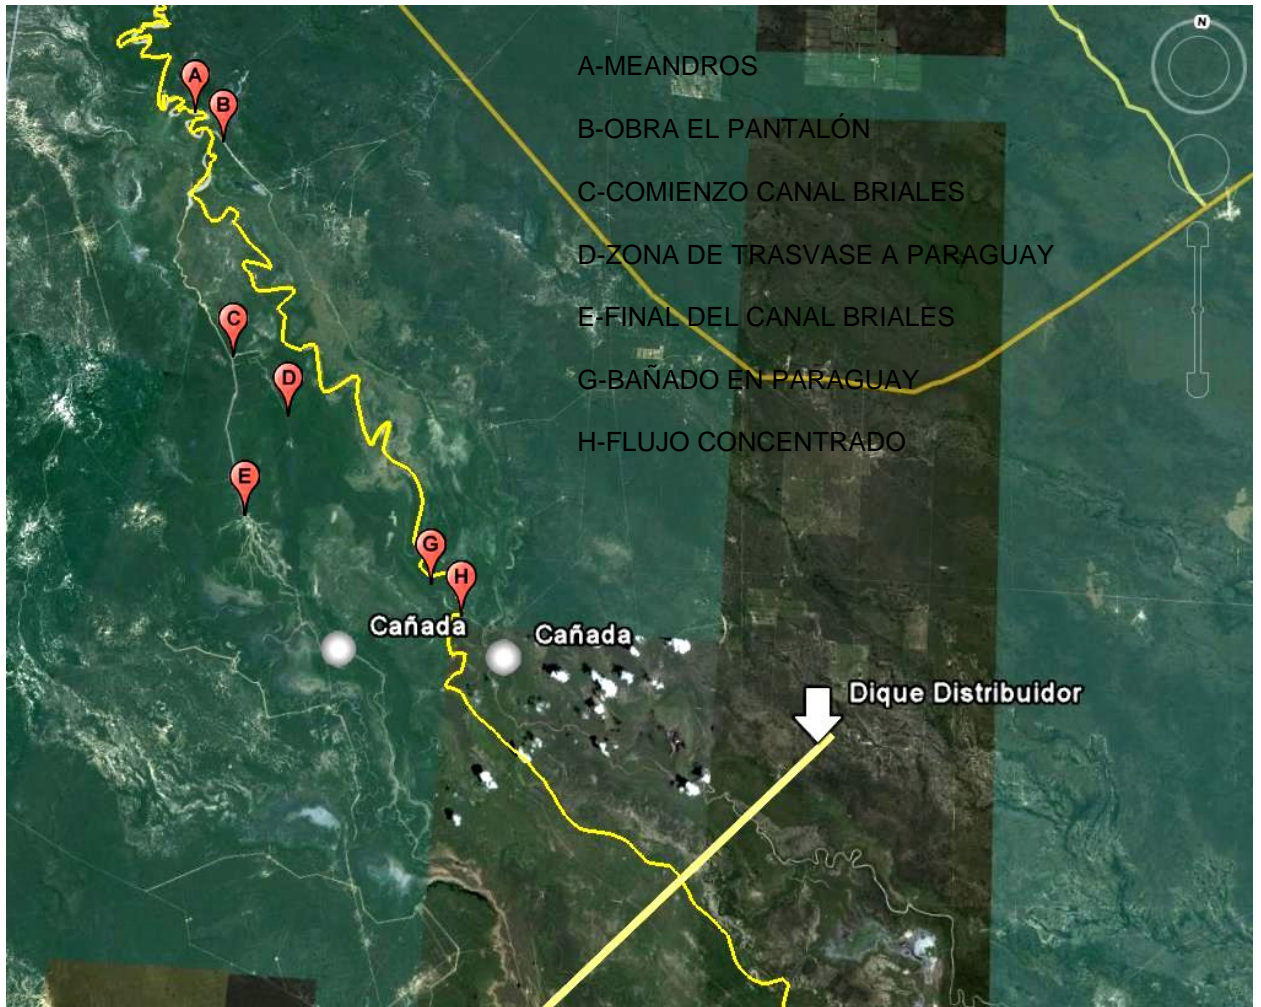 N
A
B
A-MEANDROS
B-OBRA EL PANTALÓN
C-COMIENZO CANAL BRIALES
D-ZONA DE TRASVASE A PARAGUAY
C
E-FINAL DEL CANAL BRIALES
D
G-BAÑADO EN PARAGUAY
H-FLUJO CONCENTRADO
E
G
H
Cañada
Cañada
Dique Distribuidor